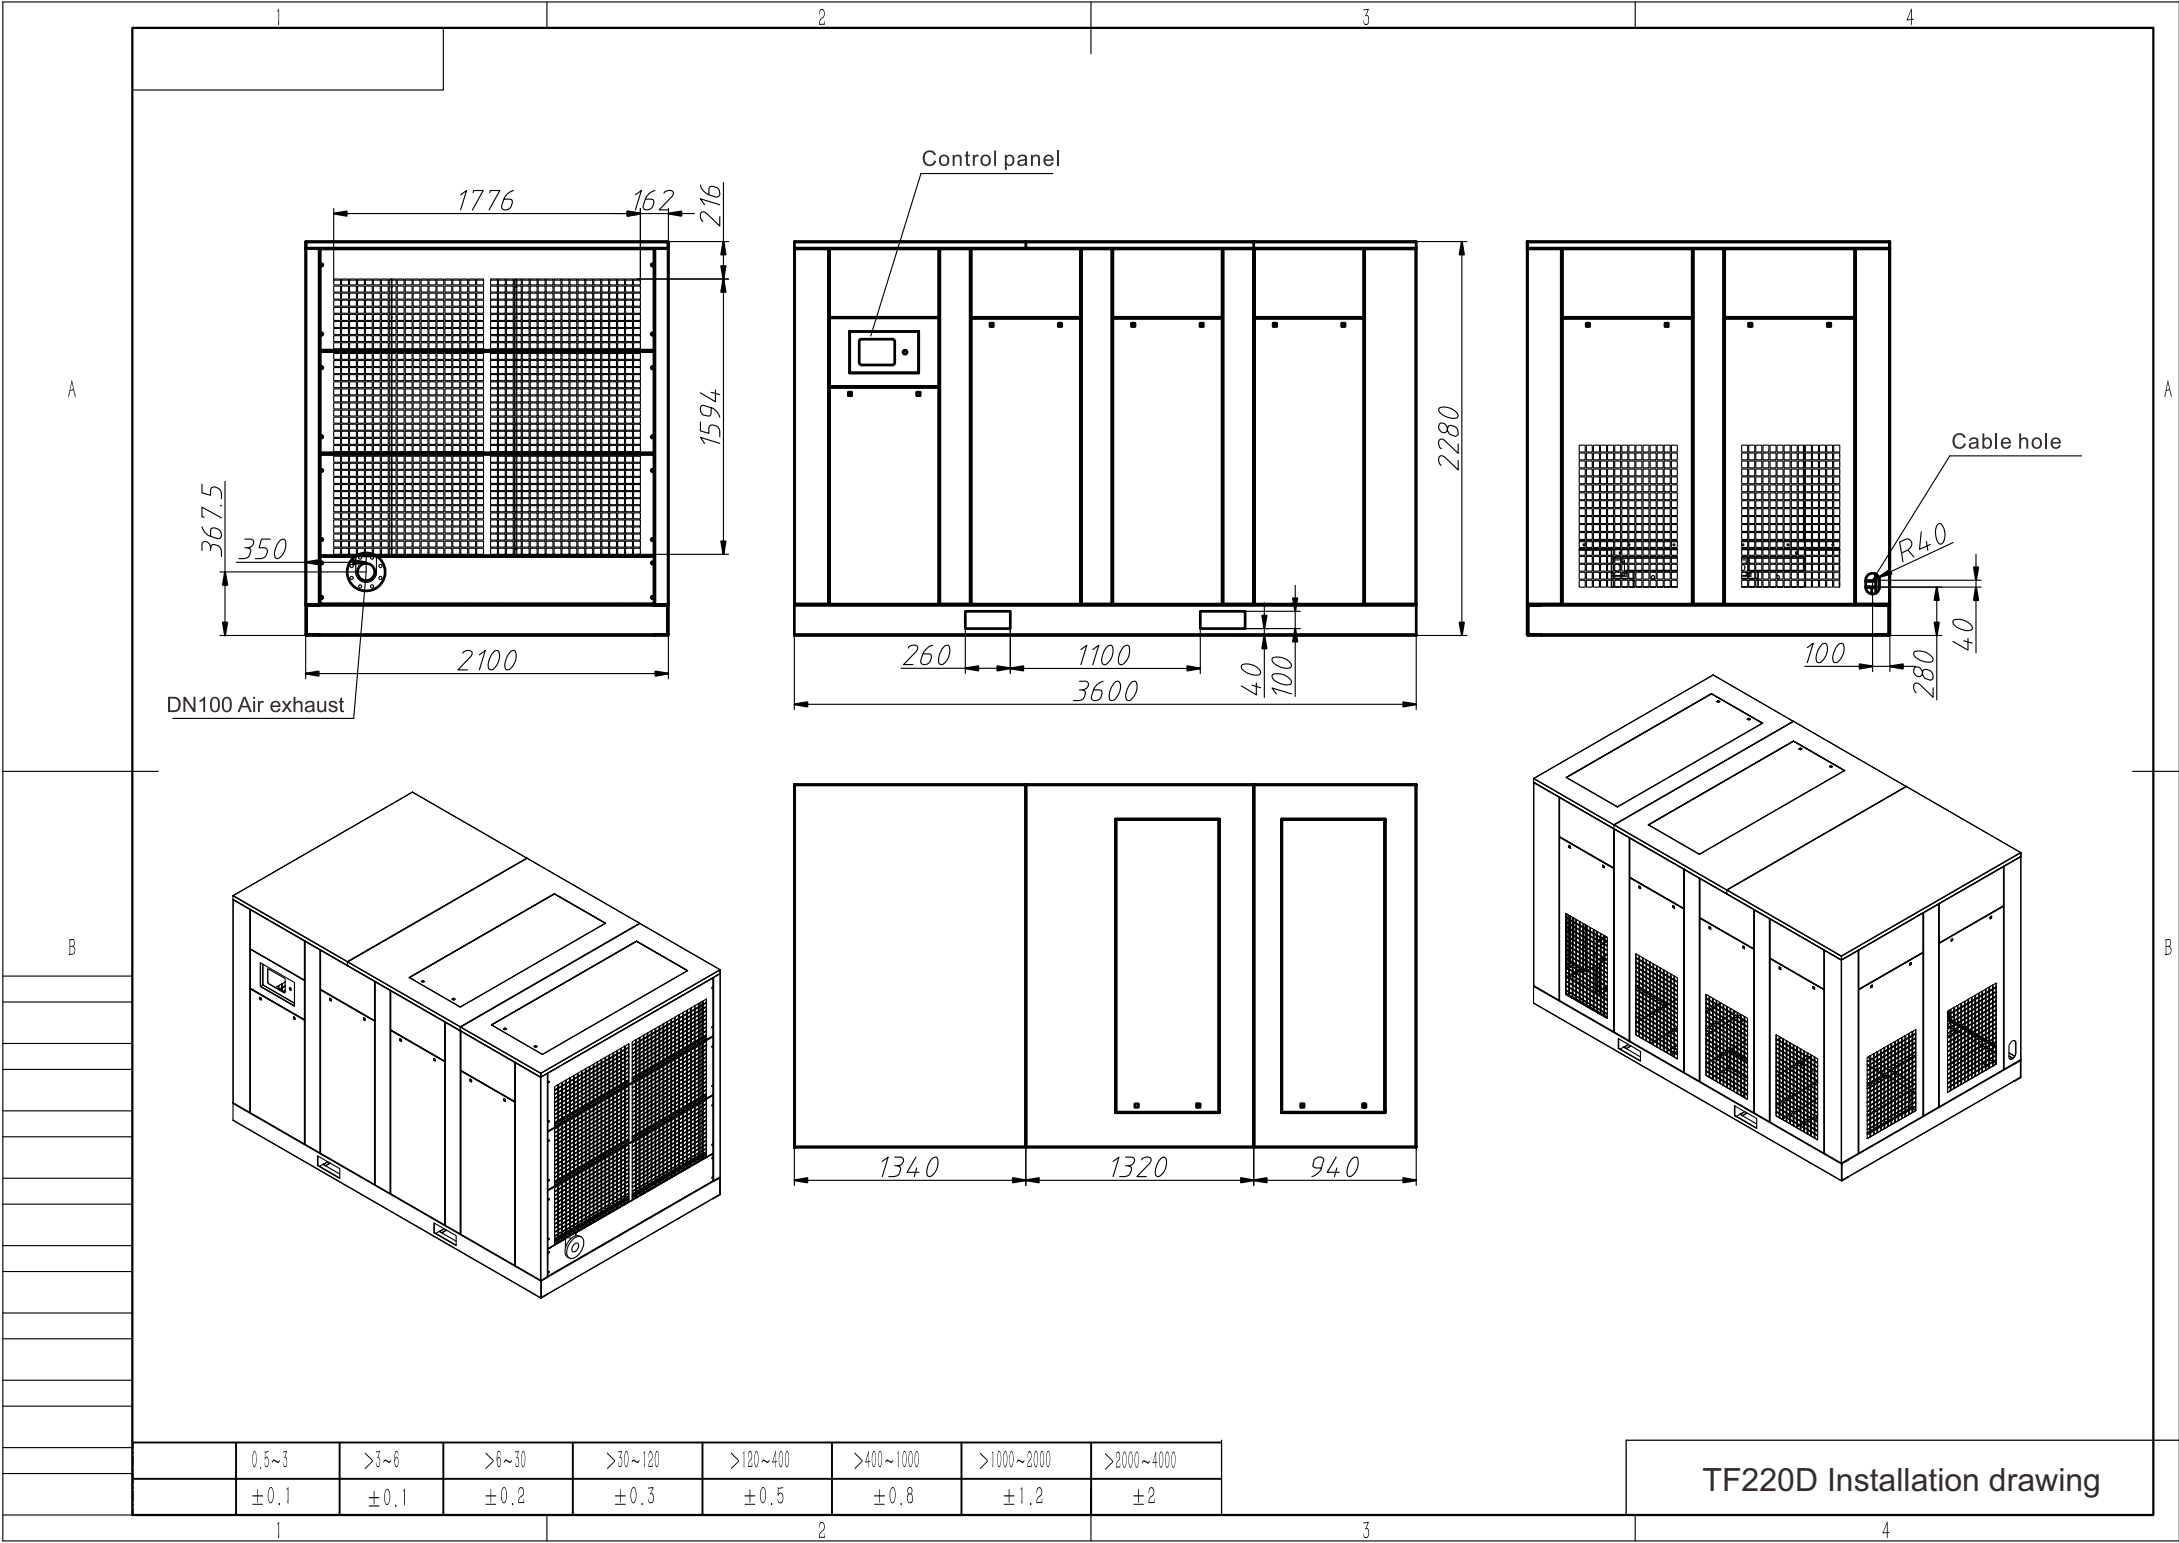 1 2 3 4
Control panel
1776 162 216
1594
367.5
350
2100
DN100 Air exhaust
2280
260 1100 40 100
3600
Cable hole
R40
100 280 40
A A
B B
1340 1320 940
0.5~3 >3~6 >6~30 >30~120 >120~400 >400~1000 >1000~2000 >2000~4000
±0.1 ±0.1 ±0.2 ±0.3 ±0.5 ±0.8 ±1.2 ±2
TF220D Installation drawing
1 2 3 4